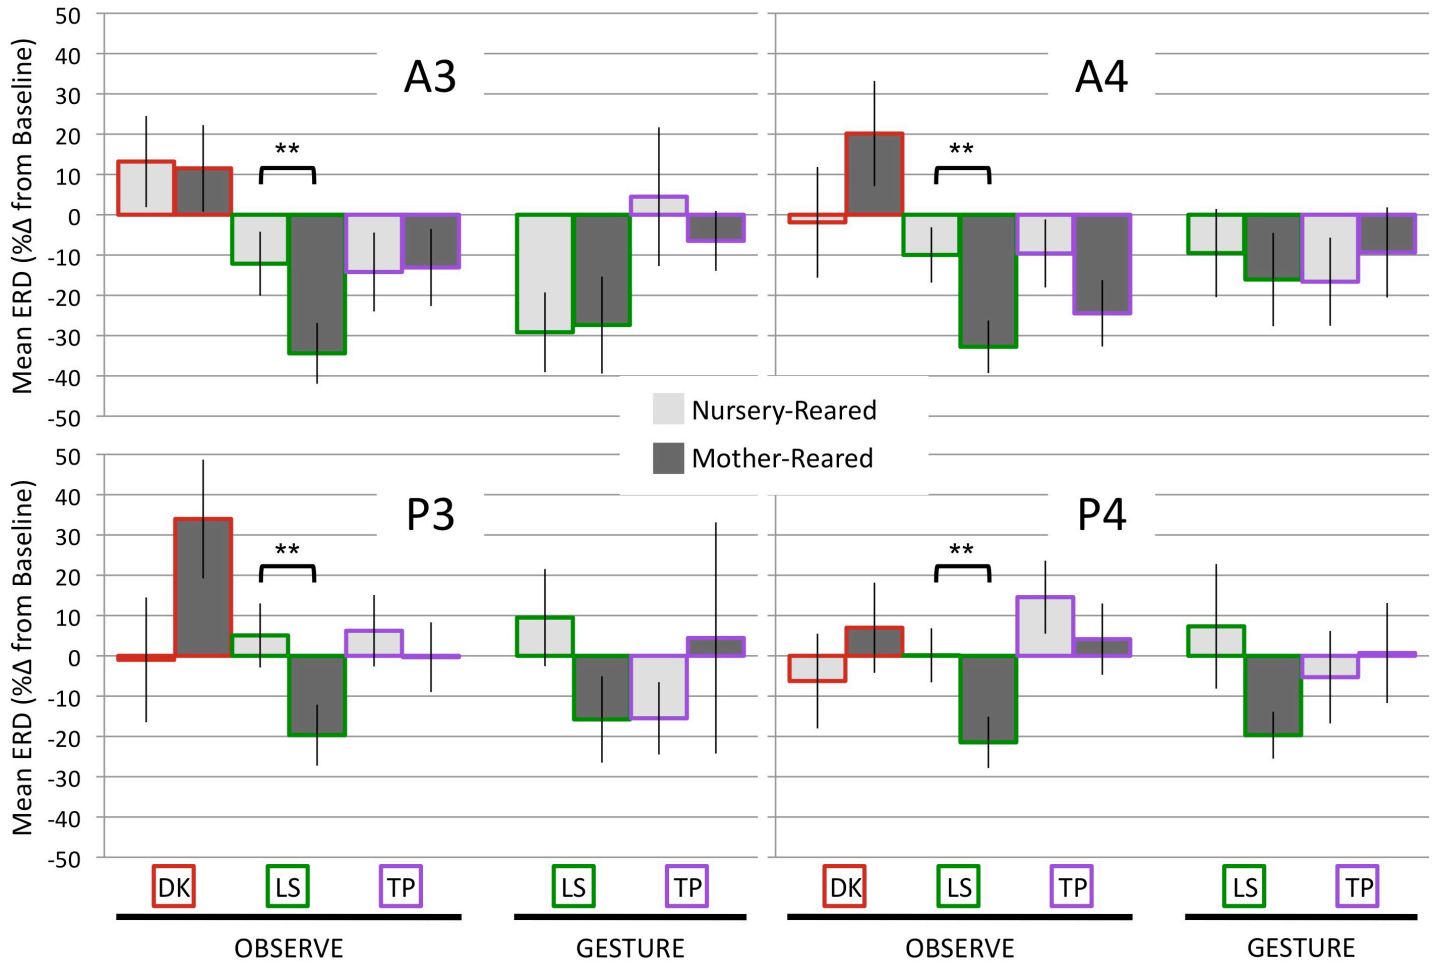 50
40
30
20
10
0
-10
-20
-30
-40
-50
Mean ERD (%Δ from Baseline)
A3
**
A4
**
Nursery-Reared
Mother-Reared
50
40
30
20
10
0
-10
-20
-30
-40
-50
Mean ERD (%Δ from Baseline)
P3
**
P4
**
DK LS TP LS TP DK LS TP LS TP
OBSERVE GESTURE OBSERVE GESTURE